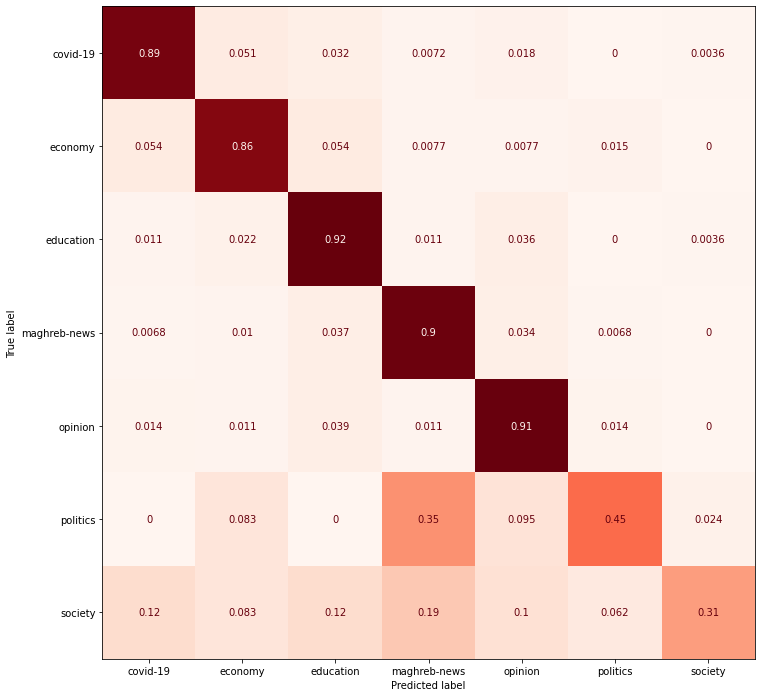 covid-19 0.89 0.051 0.032 0.0072 0.018 0 0.0036
economy 0.054 0.86 0.054 0.0077 0.0077 0.015 0
education 0.011 0.022 0.92 0.011 0.036 0 0.0036
maghreb-news 0.0068 0.01 0.037 0.9 0.034 0.0068 0
opinion 0.014 0.011 0.039 0.011 0.91 0.014 0
politics 0 0.083 0 0.35 0.095 0.45 0.024
society 0.12 0.083 0.12 0.19 0.1 0.062 0.31
covid-19 economy education maghreb-news opinion politics society
True label
Predicted label